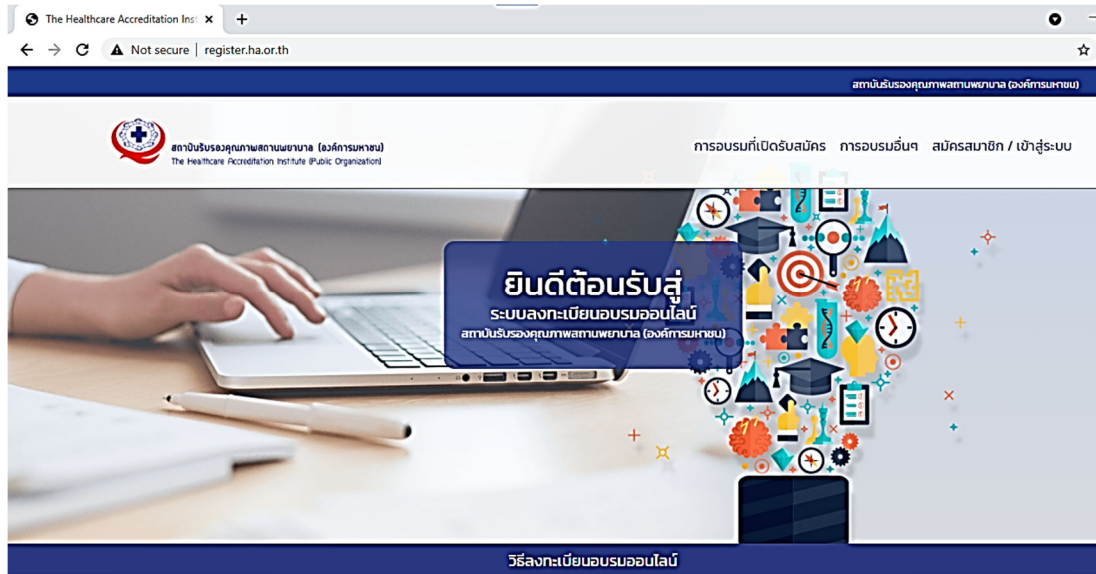 The Healthcare Accreditation Ins
Not secure | register.ha.or.th
สถาบันรับรองคุณภาพสถานพยาบาล (องค์การมหาชน)
สถาบันรับรองคุณภาพสถานพยาบาล (องค์การมหาชน)
The Healthcare Accreditation Institute (Public Organization)
การอบรมที่เปิดรับสมัคร การอบรมอื่นๆ สมัครสมาชิก / เข้าสู่ระบบ
ยินดีต้อนรับสู่
ระบบลงทะเบียนอบรมออนไลน์
สถาบันรับรองคุณภาพสถานพยาบาล (องค์การมหาชน)
วิธีลงทะเบียนอบรมออนไลน์